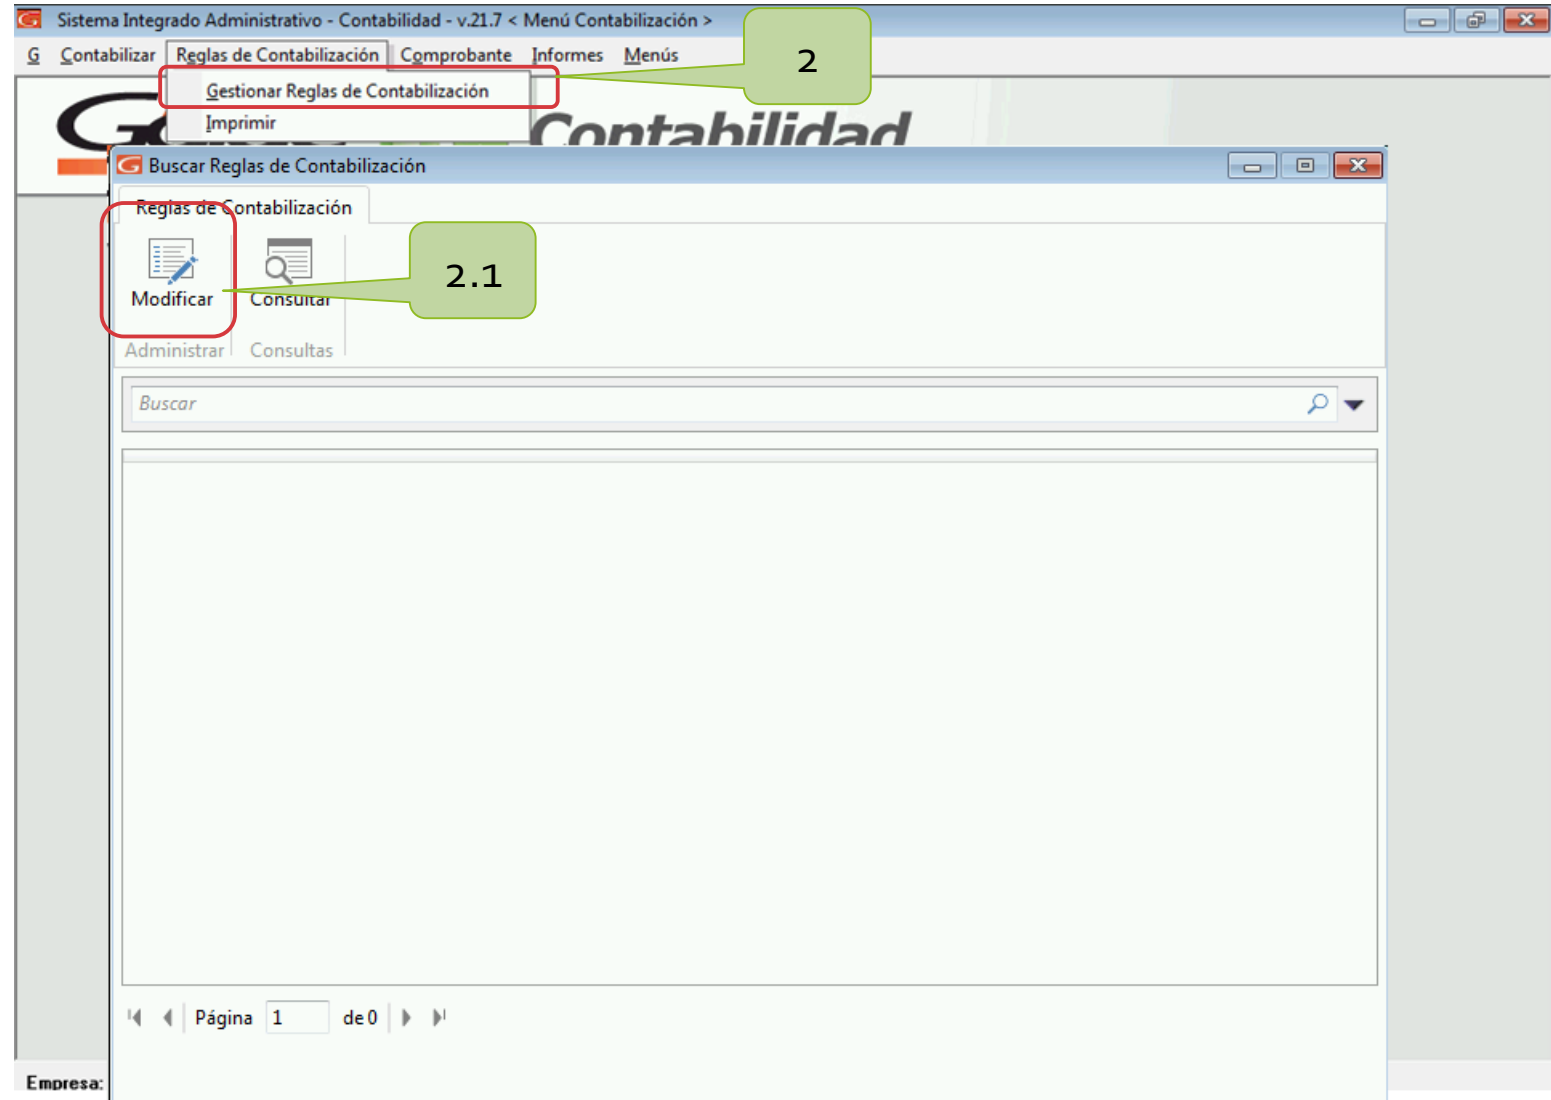 Sistema Integrado Administrativo - Contabilidad - v.21.7 < Menú Contabilización >
G Contabilizar Reglas de Contabilización Comprobante Informes Menús
2
Gestionar Reglas de Contabilización
Imprimir
Contabilidad
Buscar Reglas de Contabilización
Reglas de Contabilización
2.1
Modificar Consultar
Administrar Consultas
Buscar
Página 1 de 0
Empresa: